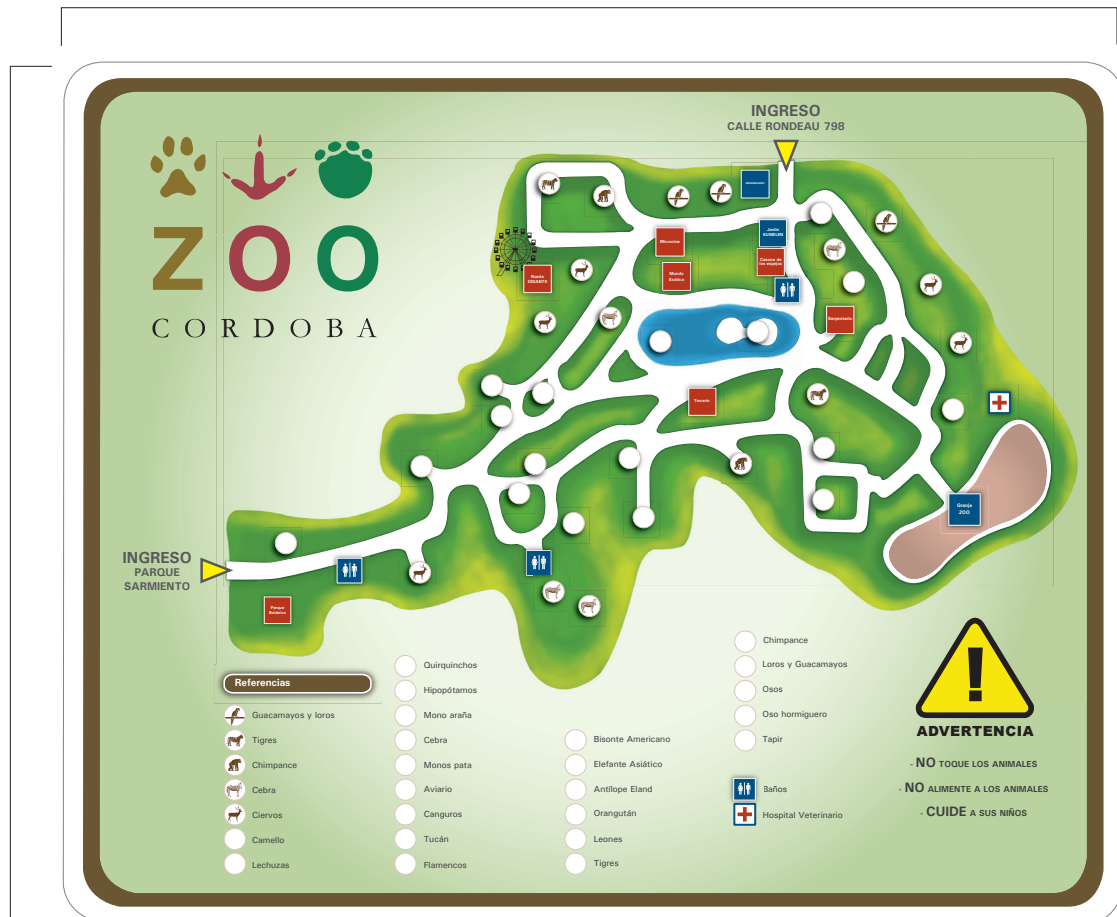 INGRESO
CALLE RONDEAU 798
ZOO
CORDOBA
Jardín
Microcine
Casona de
los espejos
Mundo
Exótico
Rueda
GIGANTE
Serpentario
Terrario
Granja
ZOO
INGRESO
PARQUE
SARMIENTO
Parque
Botánico
Referencias
Guacamayos y loros
Tigres
Chimpance
Cebra
Ciervos
Camello
Lechuzas
Quirquinchos
Hipopótamos
Mono araña
Cebra
Monos pata
Aviario
Canguros
Tucán
Flamencos
Bisonte Americano
Elefante Asiático
Antílope Eland
Orangután
Leones
Tigres
Chimpance
Loros y Guacamayos
Osos
Oso hormiguero
Tapir
Baños
Hospital Veterinario
!
ADVERTENCIA
- NO TOQUE LOS ANIMALES
- NO ALIMENTE A LOS ANIMALES
- CUIDE A SUS NIÑOS